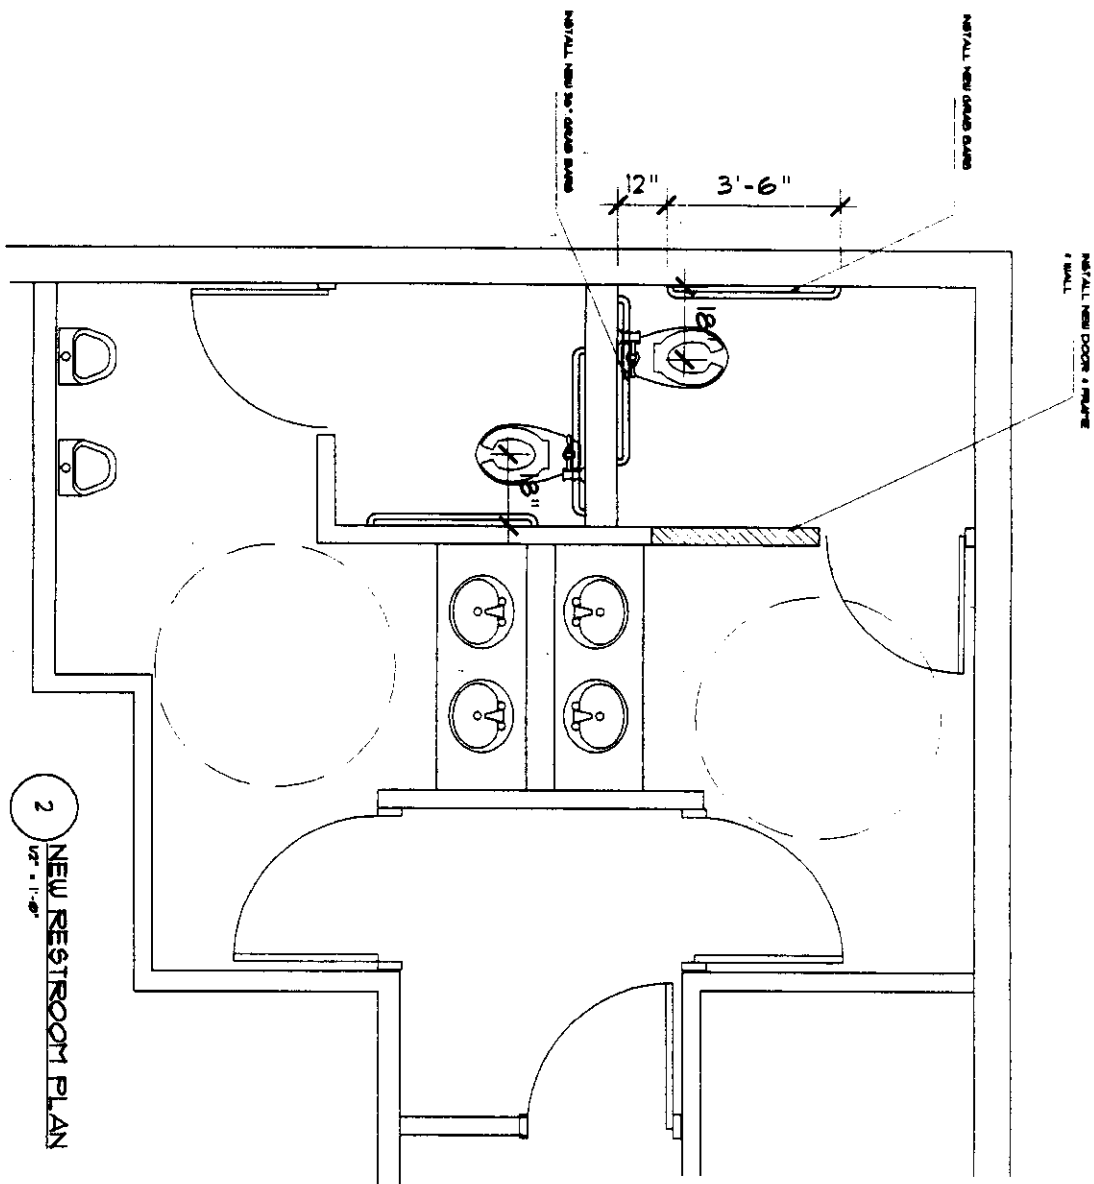 INSTALL NEW 36" GRAB BARS
INSTALL NEW GRAB BARS
INSTALL NEW DOOR & FRAME
& WALL
12"
3'-6"
18"
18"
2
NEW RESTROOM PLAN
1/2" = 1'-0"